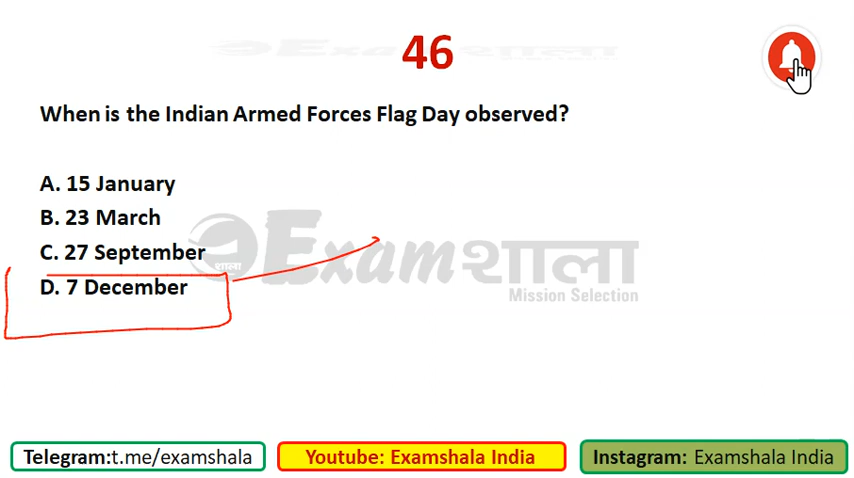 46
When is the Indian Armed Forces Flag Day observed?
A. 15 January
B. 23 March
C. 27 September
D. 7 December
Examशाला
शाला
Mission Selection
Telegram:t.me/examshala
Youtube: Examshala India
Instagram: Examshala India